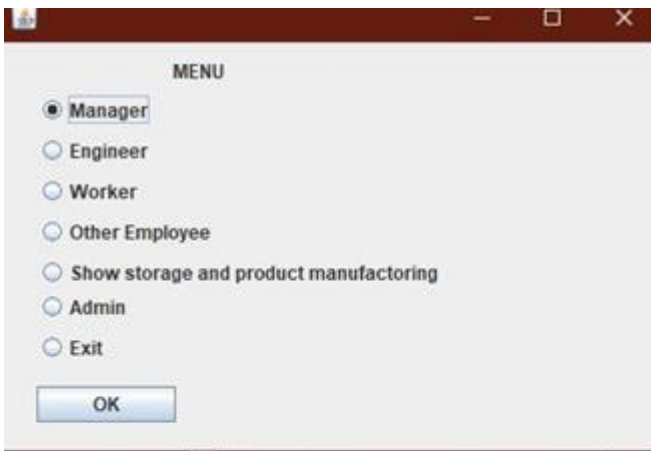 MENU
Manager
Engineer
Worker
Other Employee
Show storage and product manufactoring
Admin
Exit
OK